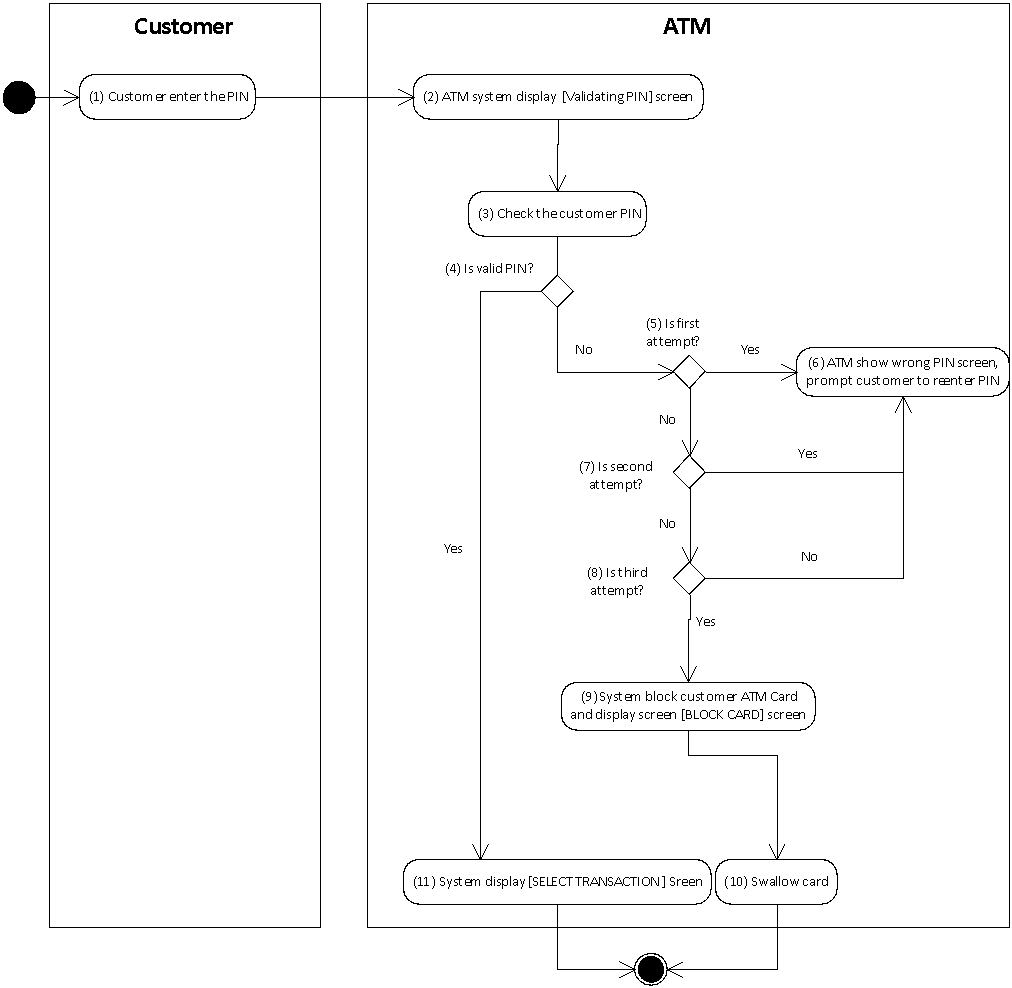 Customer
ATM
(1) Customer enter the PIN
(2) ATM system display [Validating PIN] screen
(3) Check the customer PIN
(4) Is valid PIN?
(5) Is first
attempt?
No
Yes
(6) ATM show wrong PIN screen,
prompt customer to reenter PIN
No
(7) Is second
attempt?
Yes
No
Yes
(8) Is third
attempt?
No
Yes
(9) System block customer ATM Card
and display screen [BLOCK CARD] screen
(11) System display [SELECT TRANSACTION] Sreen
(10) Swallow card